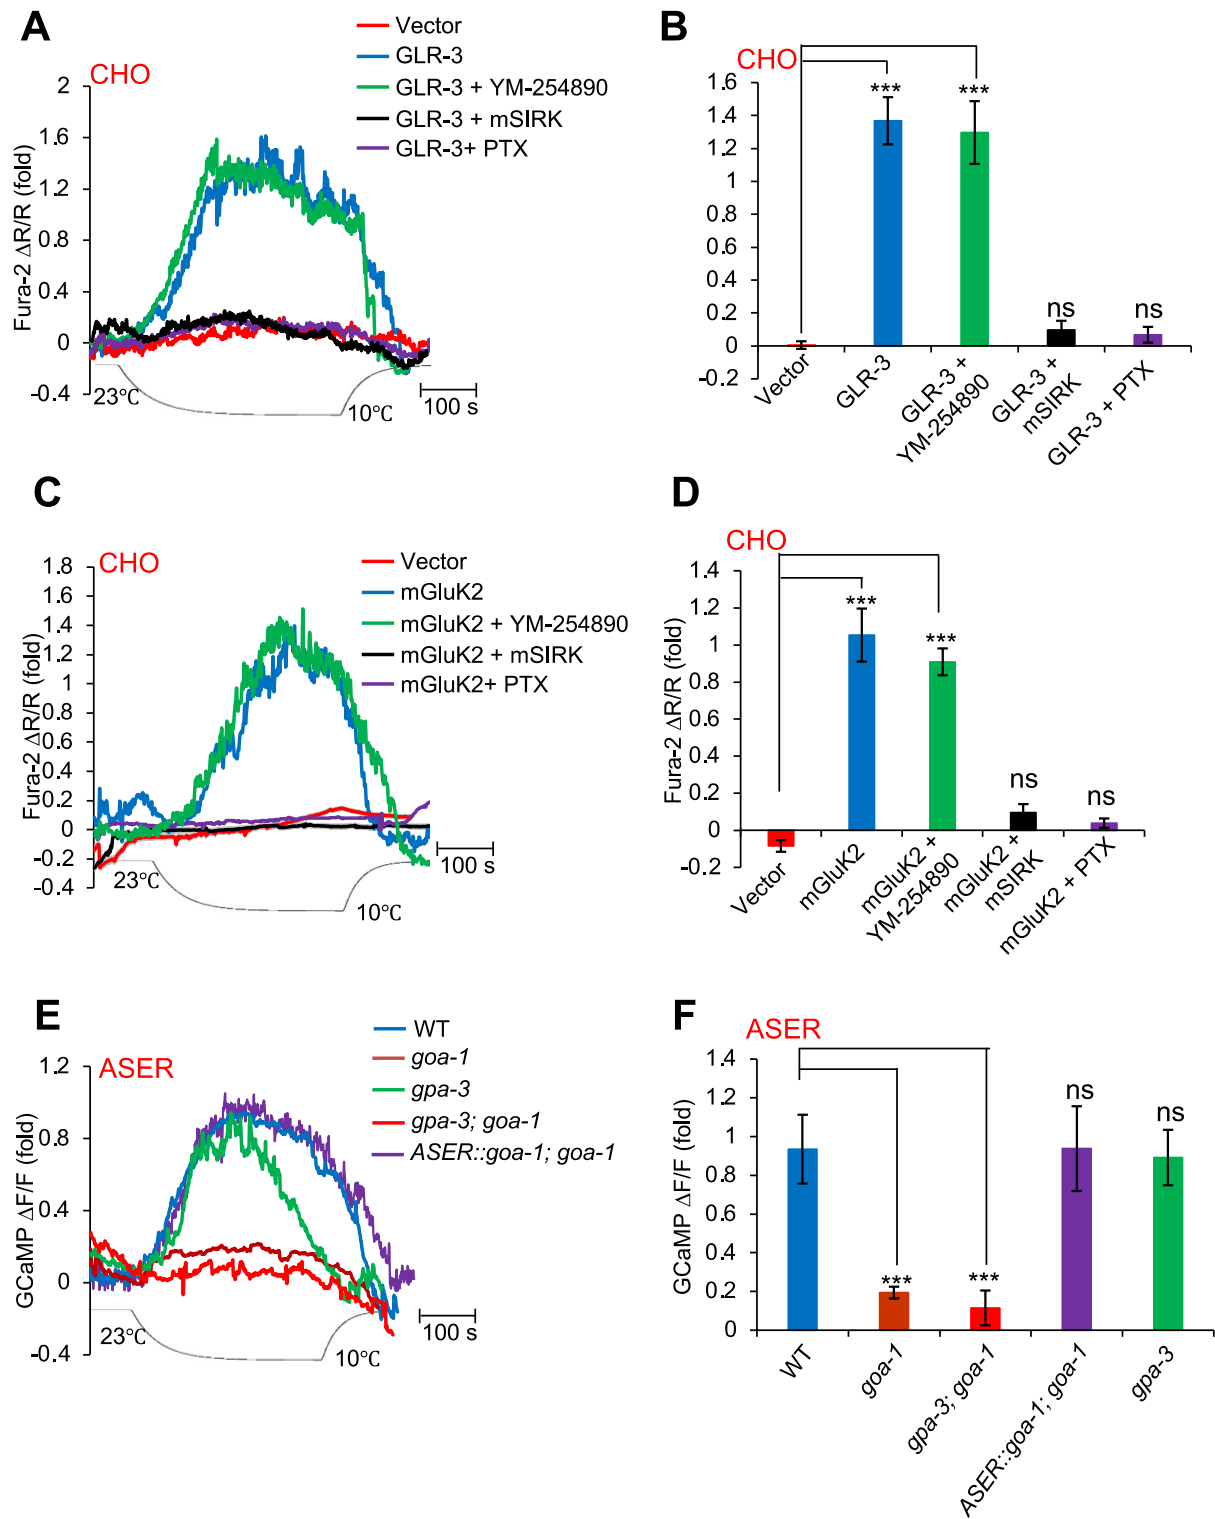 A
CHO
Vector
GLR-3
GLR-3 + YM-254890
GLR-3 + mSIRK
GLR-3+ PTX
Fura-2 ΔR/R (fold)
2
1.6
1.2
0.8
0.4
0
-0.4
23°C
10°C
100 s
B
CHO
Fura-2 ΔR/R (fold)
1.6
1.4
1.2
1
0.8
0.6
0.4
0.2
0
-0.2
***
***
ns
ns
Vector
GLR-3
GLR-3 +
YM-254890
GLR-3 +
mSIRK
GLR-3 + PTX
C
CHO
Vector
mGluK2
mGluK2 + YM-254890
mGluK2 + mSIRK
mGluK2+ PTX
Fura-2 ΔR/R (fold)
1.8
1.6
1.4
1.2
1
0.8
0.6
0.4
0.2
0
-0.2
-0.4
23°C
10°C
100 s
D
CHO
Fura-2 ΔR/R (fold)
1.4
1.2
1
0.8
0.6
0.4
0.2
0
-0.2
***
***
ns
ns
Vector
mGluK2
mGluK2 +
YM-254890
mGluK2 +
mSIRK
mGluK2 + PTX
E
ASER
WT
goa-1
gpa-3
gpa-3; goa-1
ASER::goa-1; goa-1
GCaMP ΔF/F (fold)
1.2
0.8
0.4
0
-0.4
23°C
10°C
100 s
F
ASER
GCaMP ΔF/F (fold)
1.4
1.2
1
0.8
0.6
0.4
0.2
0
***
***
ns
ns
WT
goa-1
gpa-3; goa-1
ASER::goa-1; goa-1
gpa-3